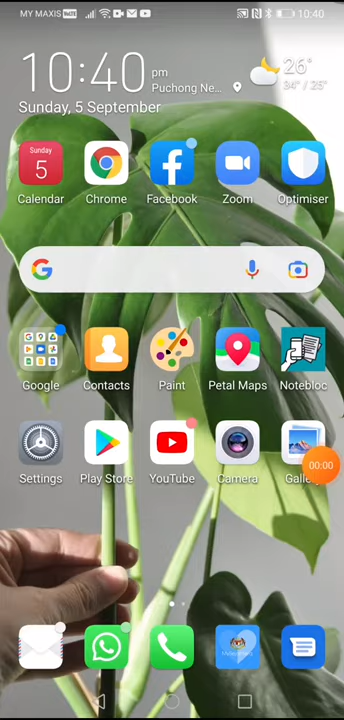 MY MAXIS
10:40
10:40 pm
Puchong Ne...
26°
34° / 25°
Sunday, 5 September
Sunday
5
Calendar Chrome Facebook Zoom Optimiser
G
Google Contacts Paint Petal Maps Notebloc
Settings Play Store YouTube Camera Galle
00:00